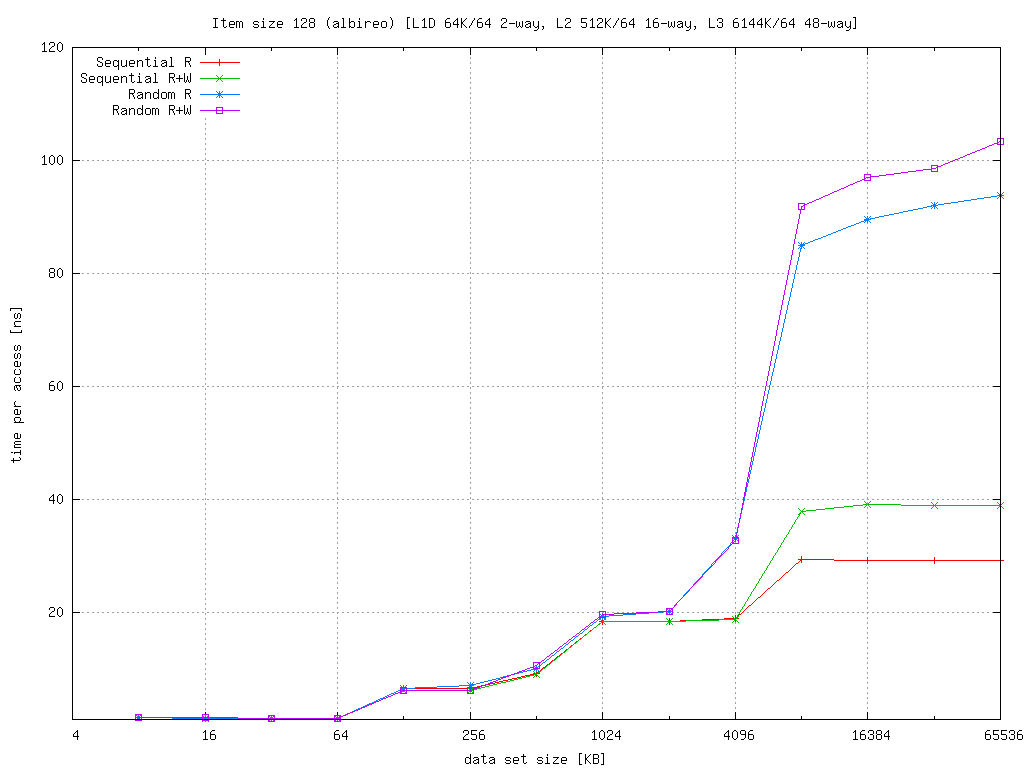 Item size 128 (albireo) [L1D 64K/64 2-way, L2 512K/64 16-way, L3 6144K/64 48-way]
120
100
80
60
40
20
Sequential R
Sequential R+W
Random R
Random R+W
time per access [ns]
4 16 64 256 1024 4096 16384 65536
data set size [KB]